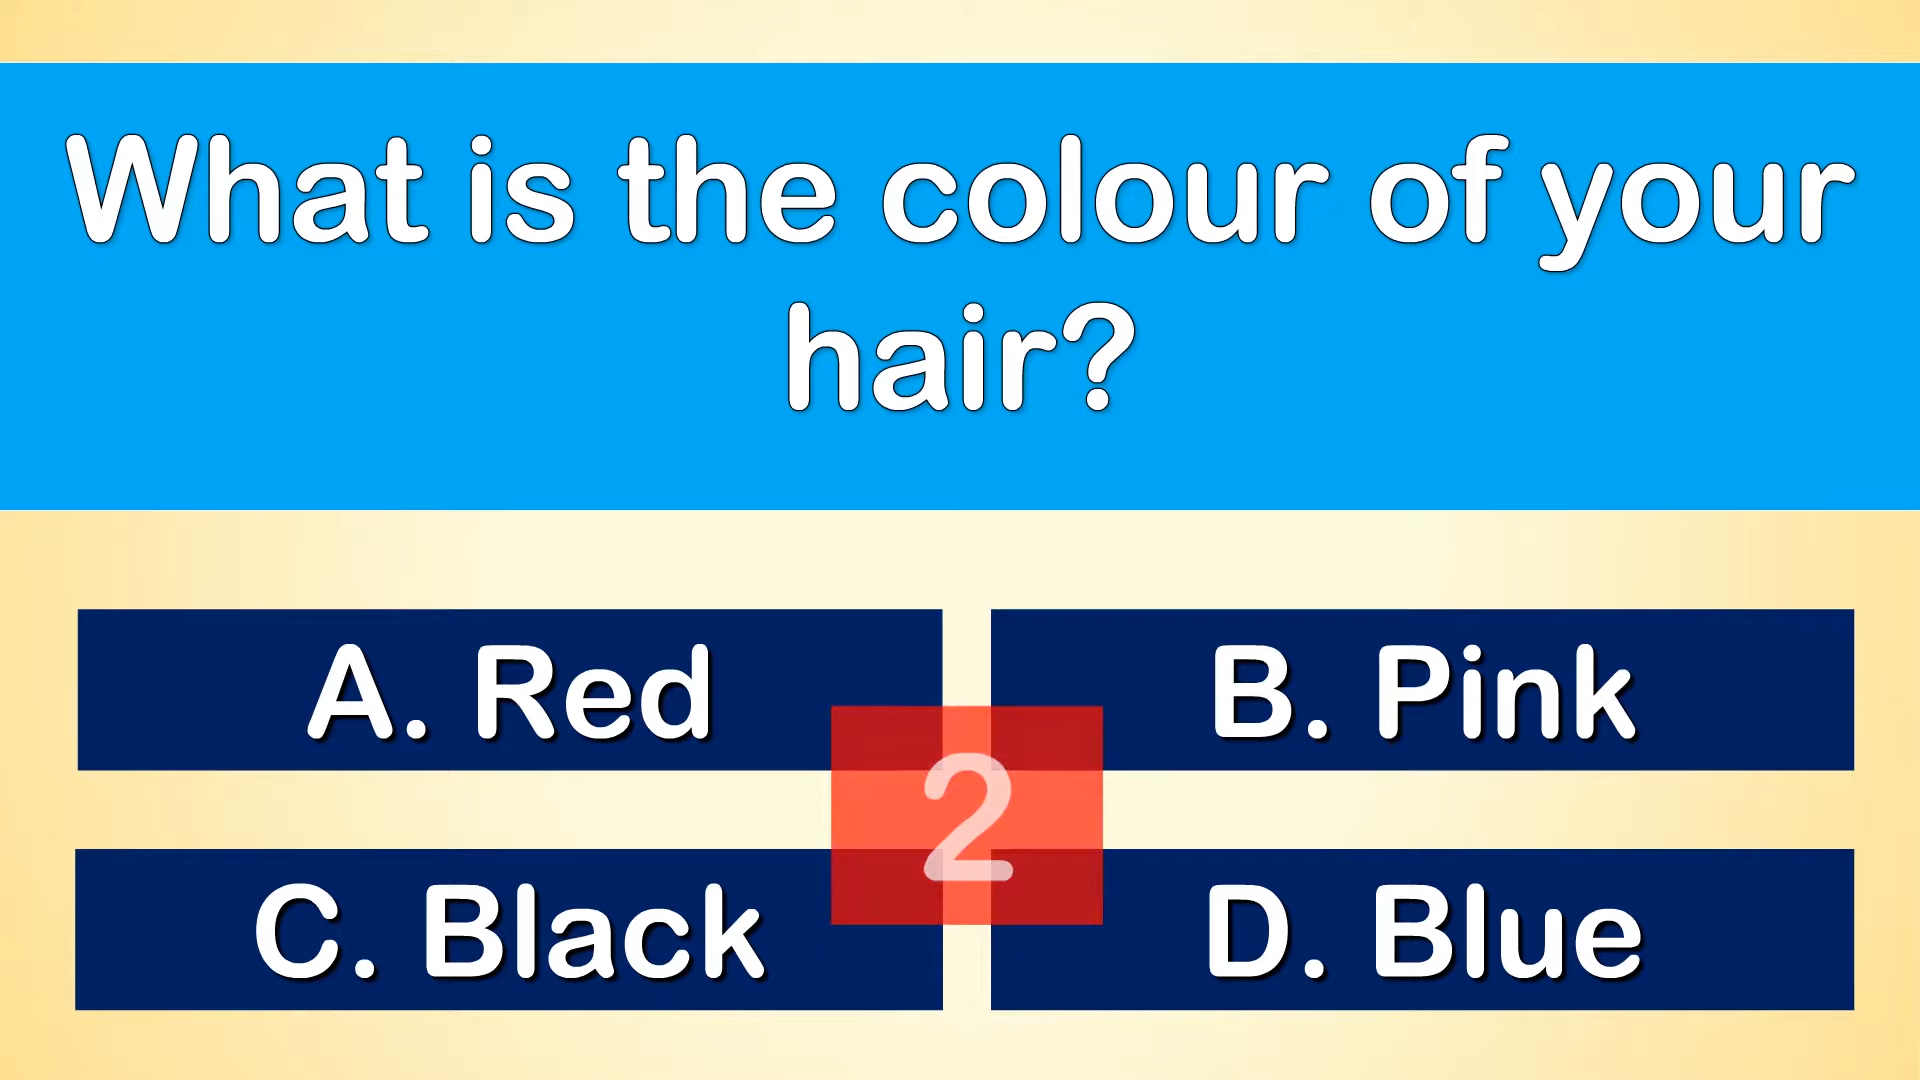 What is the colour of your
hair?
A. Red
B. Pink
2
C. Black
D. Blue